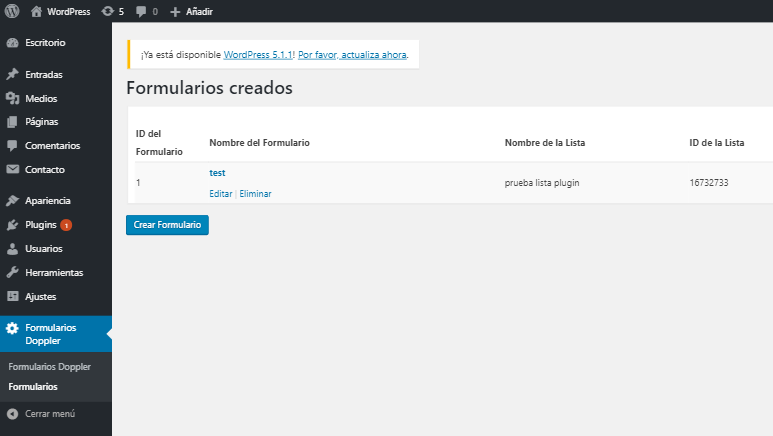 WordPress 5 0 Añadir
Escritorio
Entradas
Medios
Páginas
Comentarios
Contacto
Apariencia
Plugins 1
Usuarios
Herramientas
Ajustes
Formularios
Doppler
Formularios Doppler
Formularios
Cerrar menú
¡Ya está disponible WordPress 5.1.1! Por favor, actualiza ahora.
Formularios creados
ID del
Formulario
Nombre del Formulario
Nombre de la Lista
ID de la Lista
1
test
Editar | Eliminar
prueba lista plugin
16732733
Crear Formulario